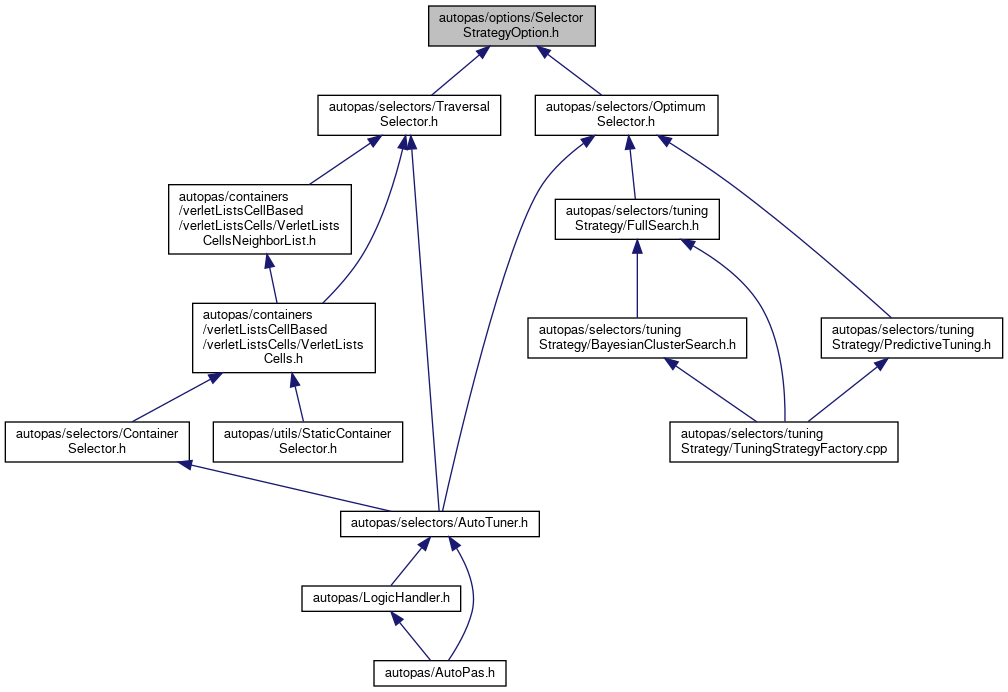 autopas/options/Selector
StrategyOption.h
autopas/selectors/Traversal
Selector.h
autopas/selectors/Optimum
Selector.h
autopas/containers
/verletListsCellBased
/verletListsCells/VerletLists
CellsNeighborList.h
autopas/selectors/tuning
Strategy/FullSearch.h
autopas/containers
/verletListsCellBased
/verletListsCells/VerletLists
Cells.h
autopas/selectors/tuning
Strategy/BayesianClusterSearch.h
autopas/selectors/tuning
Strategy/PredictiveTuning.h
autopas/selectors/Container
Selector.h
autopas/utils/StaticContainer
Selector.h
autopas/selectors/tuning
Strategy/TuningStrategyFactory.cpp
autopas/selectors/AutoTuner.h
autopas/LogicHandler.h
autopas/AutoPas.h